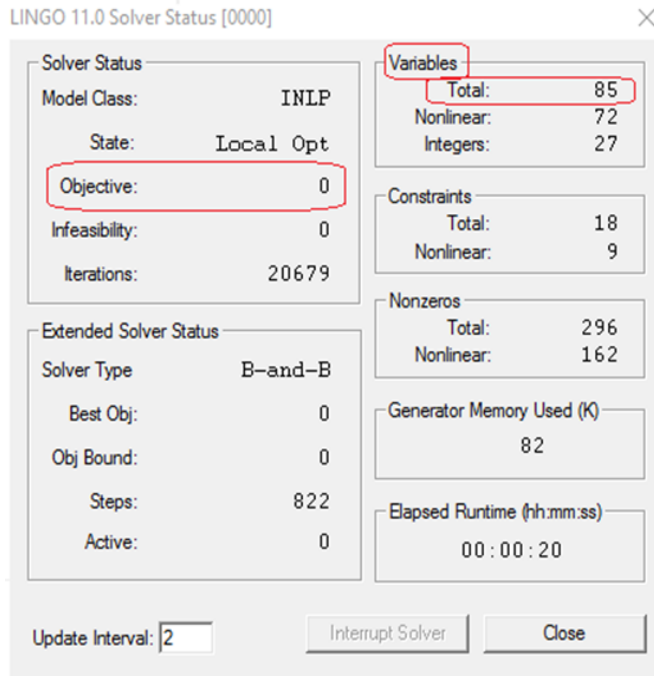 LINGO 11.0 Solver Status [0000]
Solver Status
Model Class: INLP
State: Local Opt
Objective: 0
Infeasibility: 0
Iterations: 20679
Extended Solver Status
Solver Type B-and-B
Best Obj: 0
Obj Bound: 0
Steps: 822
Active: 0
Variables
Total: 85
Nonlinear: 72
Integers: 27
Constraints
Total: 18
Nonlinear: 9
Nonzeros
Total: 296
Nonlinear: 162
Generator Memory Used (K)
82
Elapsed Runtime (hh:mm:ss)
00:00:20
Update Interval: 2
Interrupt Solver
Close